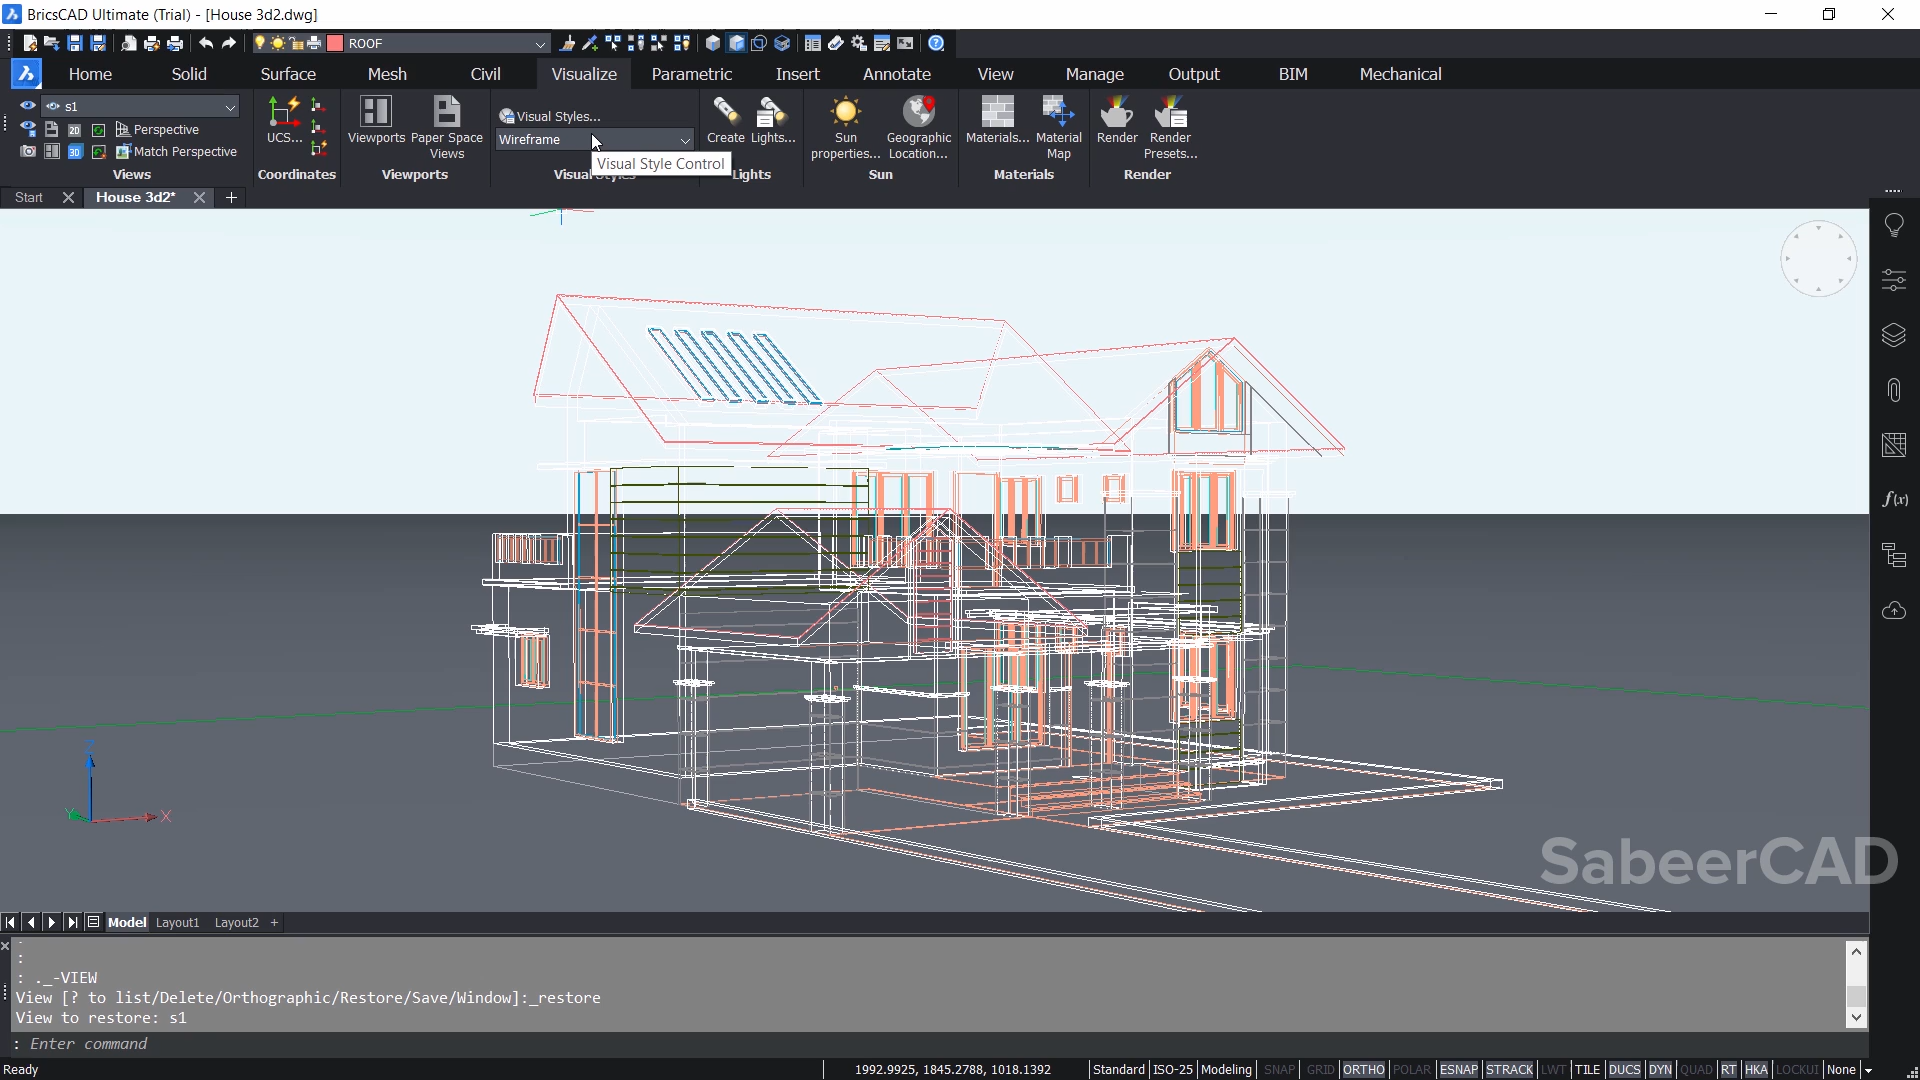 BricsCAD Ultimate (Trial) - [House 3d2.dwg]
ROOF
Home Solid Surface Mesh Civil Visualize Parametric Insert Annotate View Manage Output BIM Mechanical
s1
Perspective
Match Perspective
Views
UCS...
Coordinates
Viewports
Paper Space
Views
Viewports
Visual Styles...
Wireframe
Visual Style Control
Visual Styles
Create
Lights...
Lights
Sun
properties...
Geographic
Location...
Sun
Materials...
Material
Map
Materials
Render
Render
Presets...
Render
Start
House 3d2*
Z
Y
X
f(x)
SabeerCAD
Model Layout1 Layout2 +
:
:
: ._-VIEW
View [? to list/Delete/Orthographic/Restore/Save/Window]:_restore
View to restore: s1
: Enter command
Ready
1992.9925, 1845.2788, 1018.1392
Standard ISO-25 Modeling SNAP GRID ORTHO POLAR ESNAP STRACK LWT TILE DUCS DYN QUAD RT HKA LOCKUI None